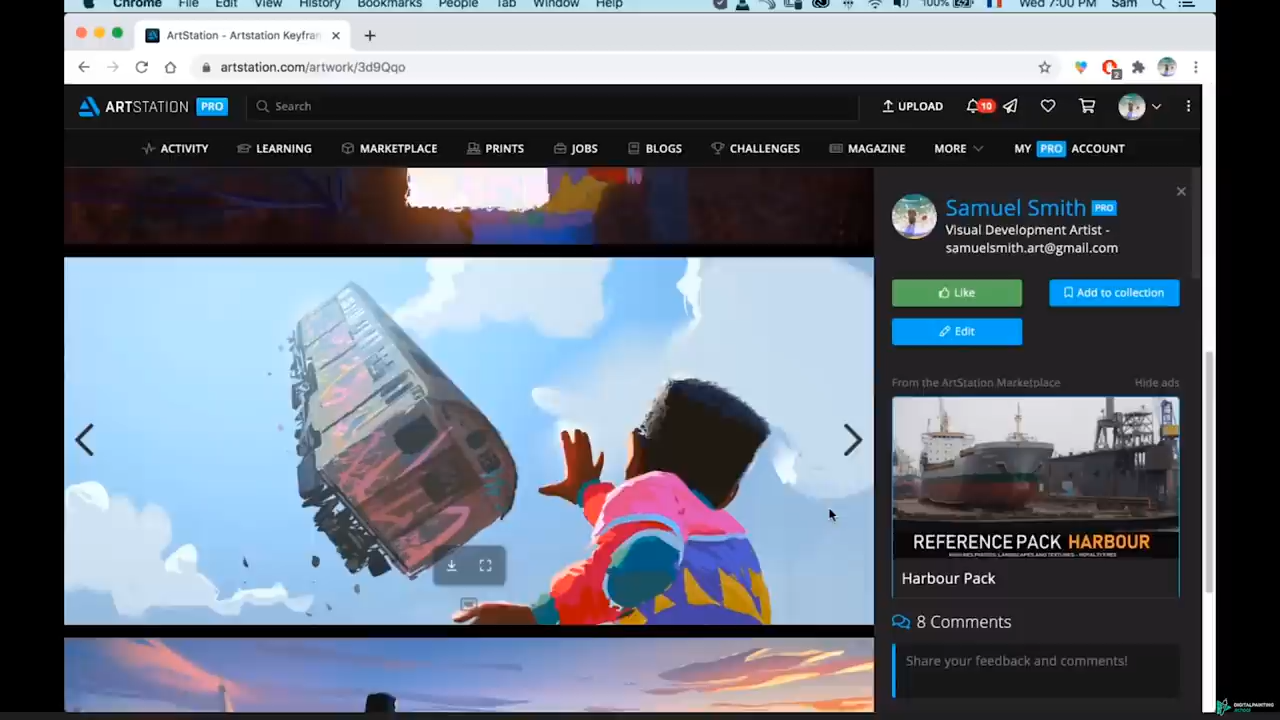 Chrome File Edit View History Bookmarks People Tab Window Help 100% Wed 7:00 PM Sam
ArtStation - Artstation Keyfran
artstation.com/artwork/3d9Qqo
2
ARTSTATION PRO Search UPLOAD 10
ACTIVITY LEARNING MARKETPLACE PRINTS JOBS BLOGS CHALLENGES MAGAZINE MORE MY PRO ACCOUNT
Samuel Smith PRO
Visual Development Artist -
samuelsmith.art@gmail.com
Like Add to collection
Edit
From the ArtStation Marketplace Hide ads
REFERENCE PACK HARBOUR
Harbour Pack
8 Comments
Share your feedback and comments!
DIGITALPAINTING